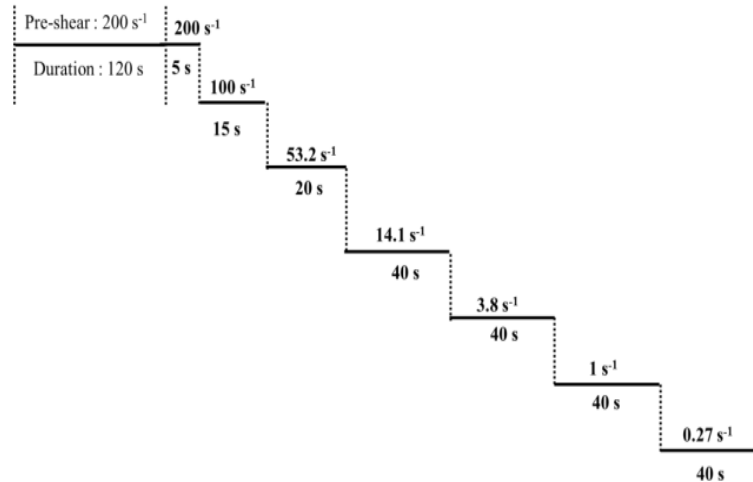 Pre-shear : 200 s⁻¹
200 s⁻¹
Duration : 120 s
5 s
100 s⁻¹
15 s
53.2 s⁻¹
20 s
14.1 s⁻¹
40 s
3.8 s⁻¹
40 s
1 s⁻¹
40 s
0.27 s⁻¹
40 s